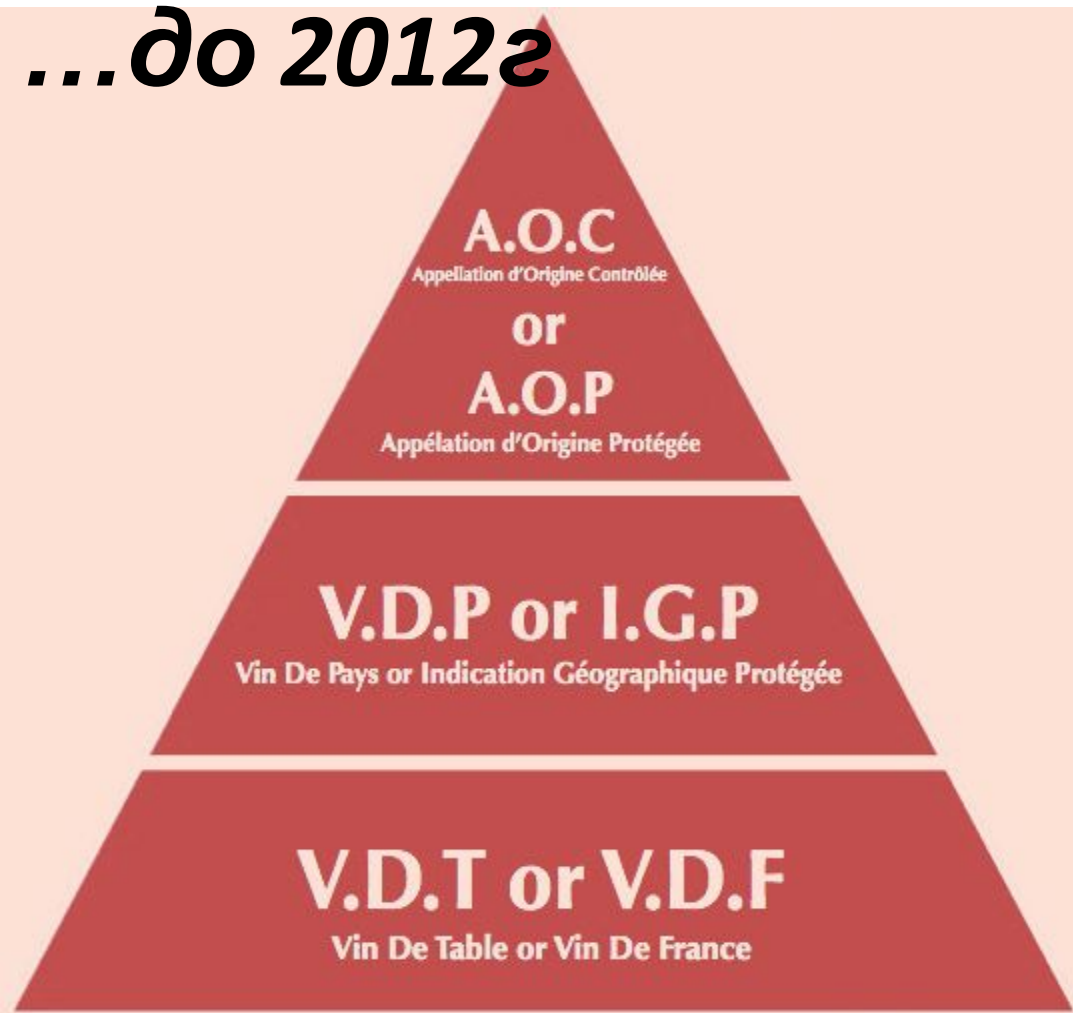 ...до 2012г
A.O.C
Appellation d'Origine Contrôlée
or
A.O.P
Appélation d'Origine Protégée
V.D.P or I.G.P
Vin De Pays or Indication Géographique Protégée
V.D.T or V.D.F
Vin De Table or Vin De France